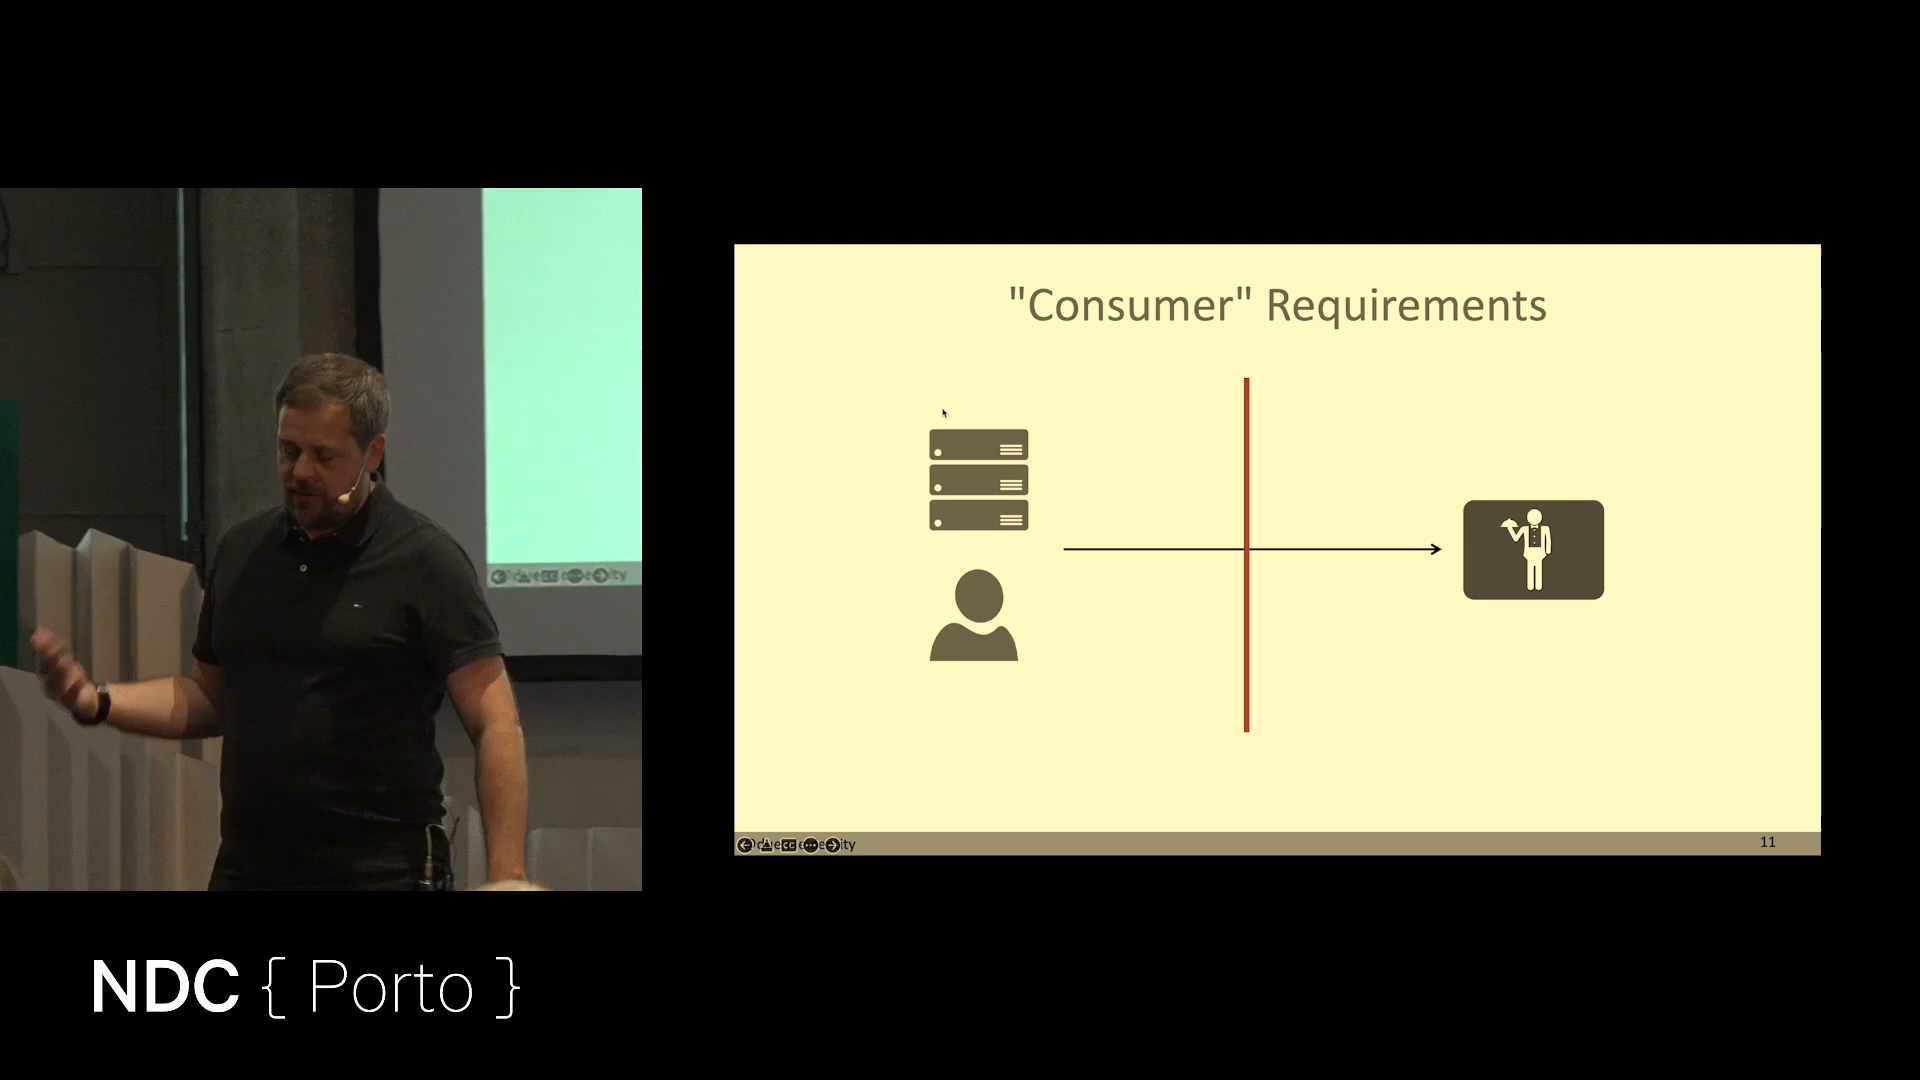 "Consumer" Requirements
11
NDC { Porto }